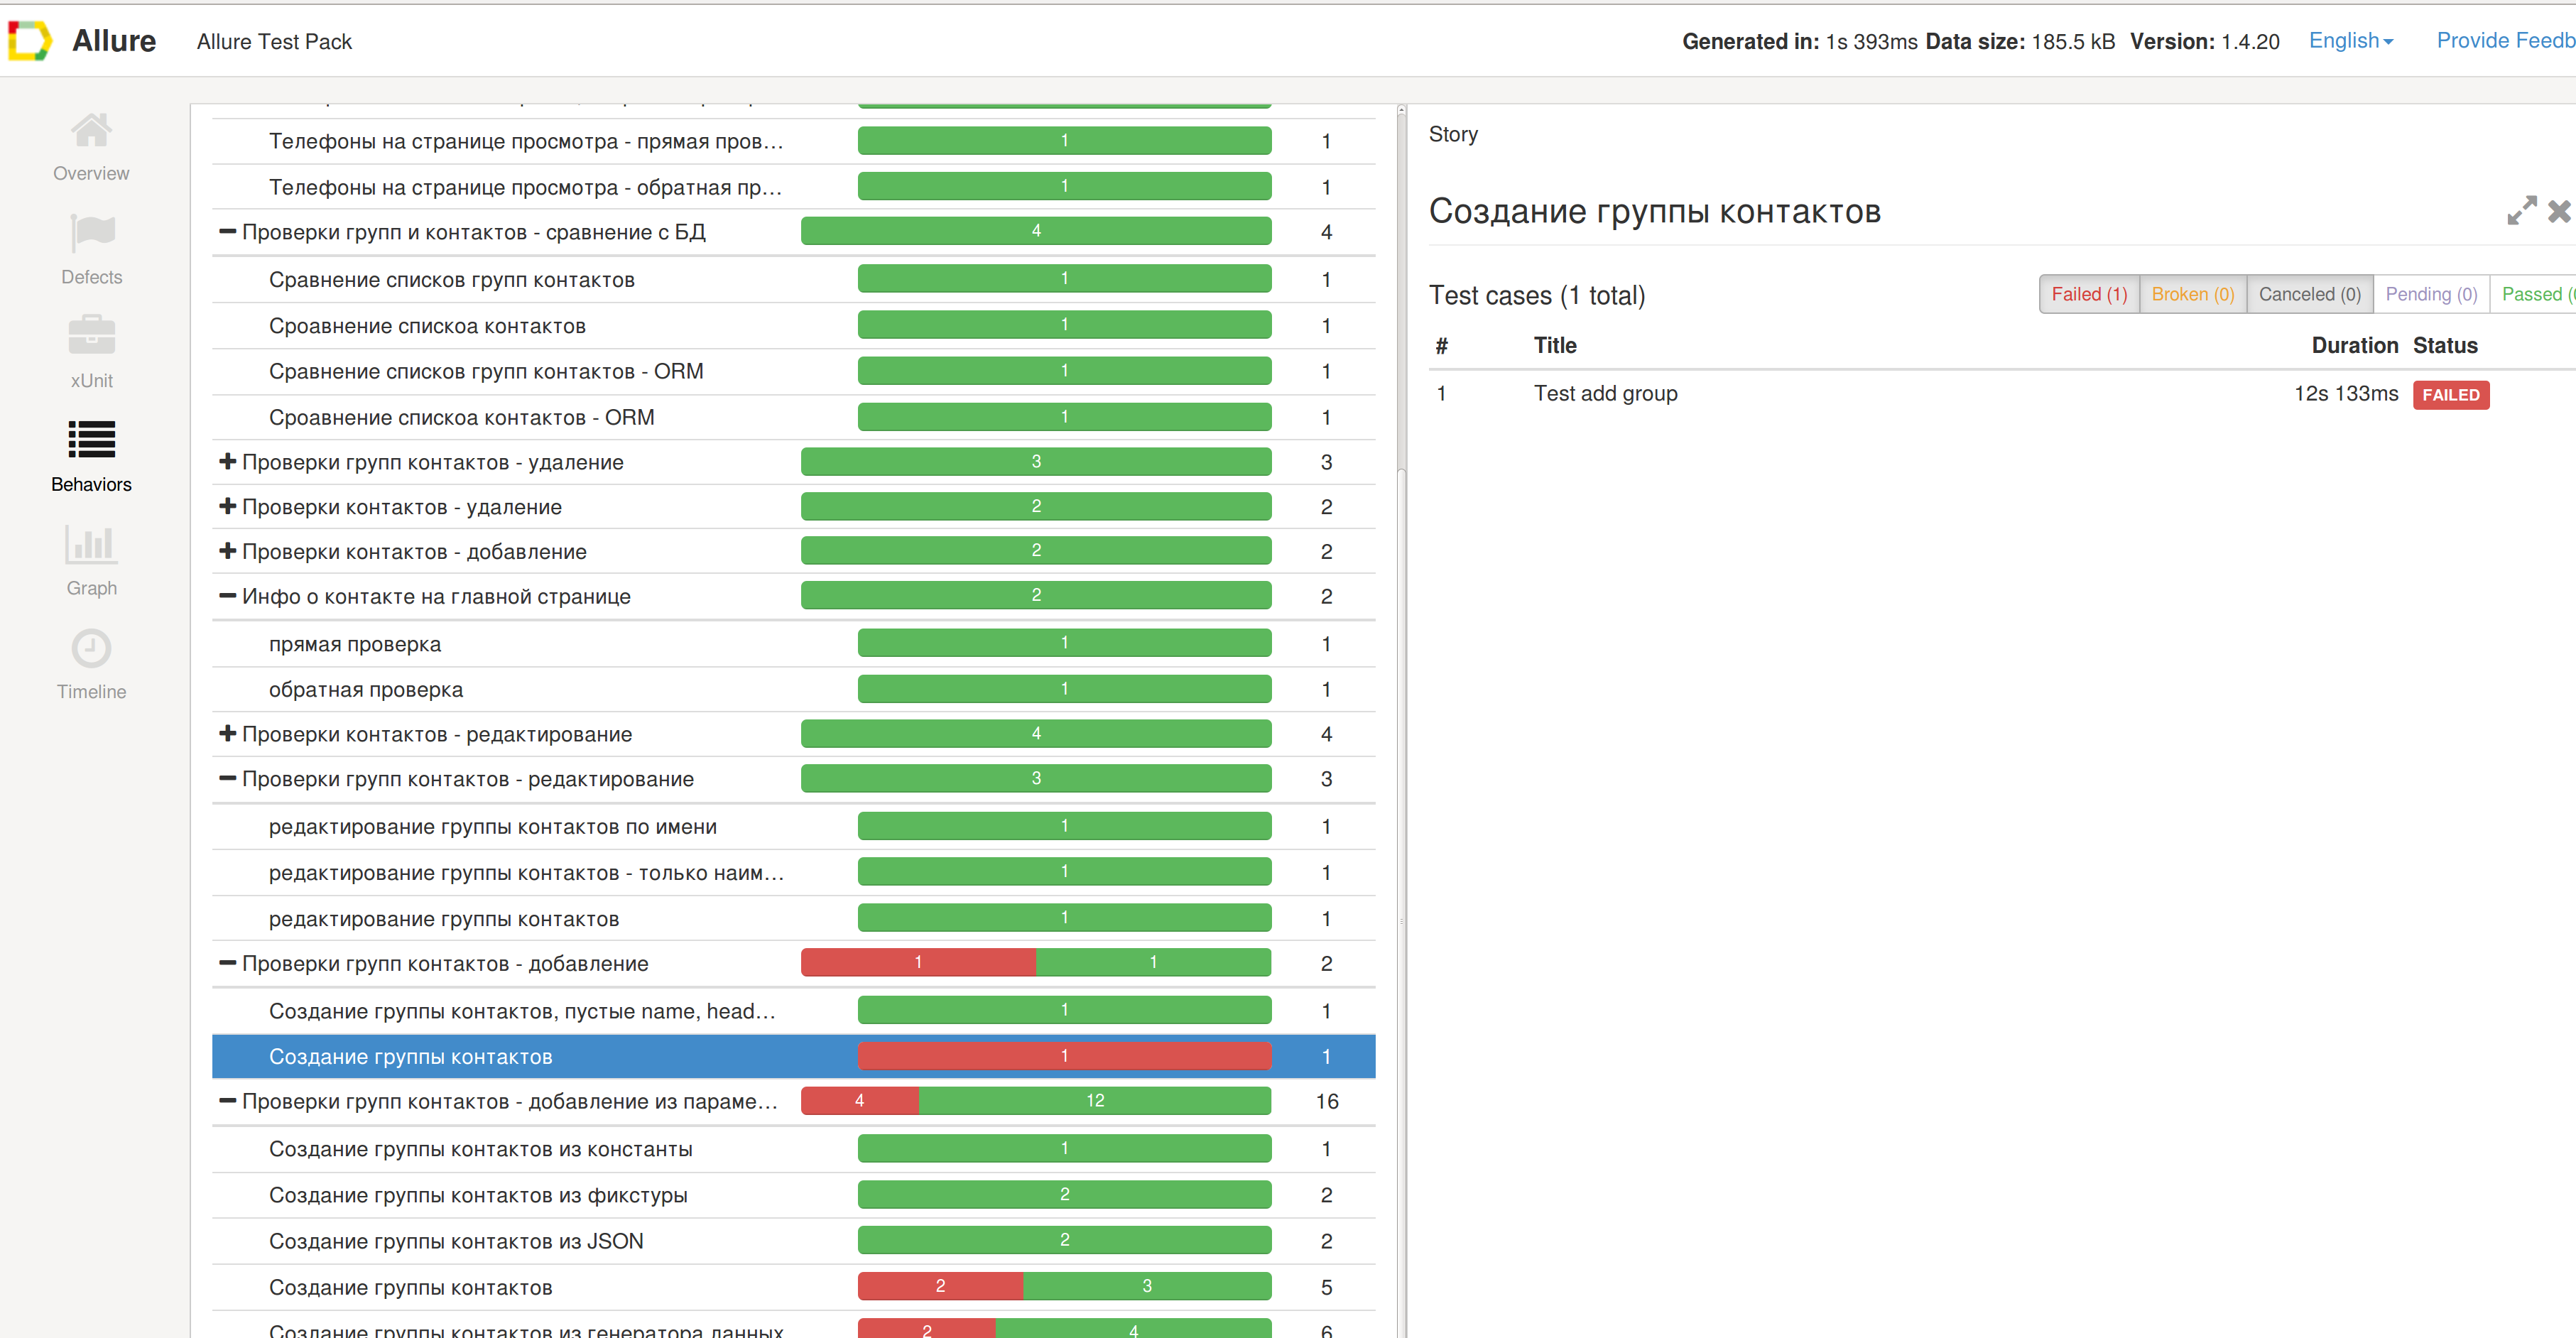 Allure Allure Test Pack Generated in: 1s 393ms Data size: 185.5 kB Version: 1.4.20 English Provide Feedb
Overview
Defects
xUnit
Behaviors
Graph
Timeline
Телефоны на странице просмотра - прямая пров... 1 1
Телефоны на странице просмотра - обратная пр... 1 1
Проверки групп и контактов - сравнение с БД 4 4
Сравнение списков групп контактов 1 1
Сроавнение спискоа контактов 1 1
Сравнение списков групп контактов - ORM 1 1
Сроавнение спискоа контактов - ORM 1 1
Проверки групп контактов - удаление 3 3
Проверки контактов - удаление 2 2
Проверки контактов - добавление 2 2
Инфо о контакте на главной странице 2 2
прямая проверка 1 1
обратная проверка 1 1
Проверки контактов - редактирование 4 4
Проверки групп контактов - редактирование 3 3
редактирование группы контактов по имени 1 1
редактирование группы контактов - только наим... 1 1
редактирование группы контактов 1 1
Проверки групп контактов - добавление 1 1 2
Создание группы контактов, пустые name, head... 1 1
Создание группы контактов 1 1
Проверки групп контактов - добавление из параме... 4 12 16
Создание группы контактов из константы 1 1
Создание группы контактов из фикстуры 2 2
Создание группы контактов из JSON 2 2
Создание группы контактов 2 3 5
Создание группы контактов из генератора данных 2 4 6
Story
Создание группы контактов
Test cases (1 total) Failed (1) Broken (0) Canceled (0) Pending (0) Passed (
# Title Duration Status
1 Test add group 12s 133ms FAILED